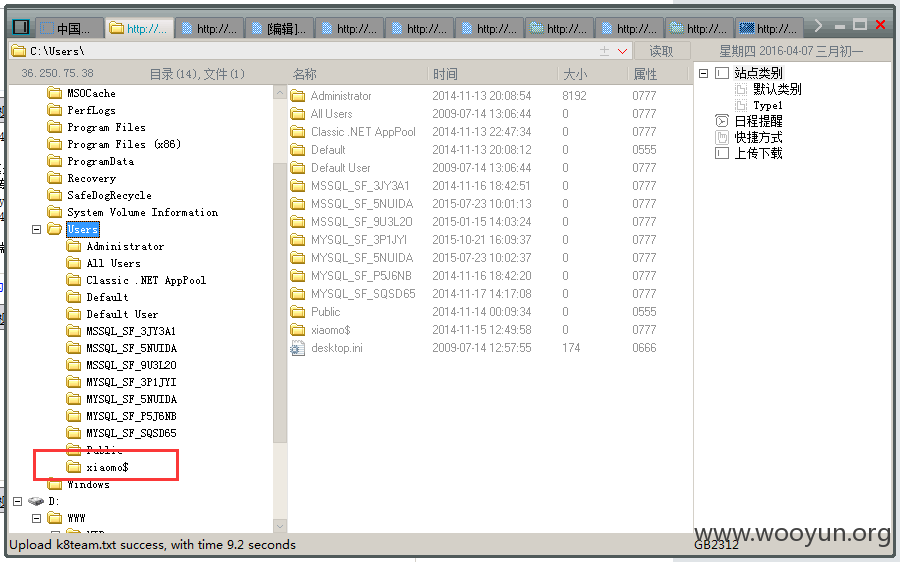 中国... http://... http://... [编辑]... http://... http://... http://... http://... http://... http://... http://...
C:\Users\ 读取 星期四 2016-04-07 三月初一
36.250.75.38 目录(14),文件(1) 名称 时间 大小 属性
MSOCache
PerfLogs
Program Files
Program Files (x86)
ProgramData
Recovery
SafeDogRecycle
System Volume Information
Users
Administrator
All Users
Classic .NET AppPool
Default
Default User
MSSQL_SF_3JY3A1
MSSQL_SF_5NUIDA
MSSQL_SF_9U3L2O
MYSQL_SF_3P1JYI
MYSQL_SF_5NUIDA
MYSQL_SF_P5J6NB
MYSQL_SF_SQSD65
Public
xiaomo$
Windows
D:
WWW
Administrator 2014-11-13 20:08:54 8192 0777
All Users 2009-07-14 13:06:44 0 0777
Classic .NET AppPool 2014-11-13 22:47:34 0 0777
Default 2014-11-13 20:08:12 0 0555
Default User 2009-07-14 13:06:44 0 0777
MSSQL_SF_3JY3A1 2014-11-16 18:42:51 0 0777
MSSQL_SF_5NUIDA 2015-07-23 10:01:13 0 0777
MSSQL_SF_9U3L2O 2015-01-15 14:03:24 0 0777
MYSQL_SF_3P1JYI 2015-10-21 16:09:37 0 0777
MYSQL_SF_5NUIDA 2015-07-23 10:02:37 0 0777
MYSQL_SF_P5J6NB 2014-11-16 18:42:20 0 0777
MYSQL_SF_SQSD65 2014-11-17 14:17:08 0 0777
Public 2014-11-14 00:09:34 0 0555
xiaomo$ 2014-11-15 12:49:58 0 0777
desktop.ini 2009-07-14 12:57:55 174 0666
站点类别
默认类别
Type1
日程提醒
快捷方式
上传下载
www.wooyun.org
Upload k8team.txt success, with time 9.2 seconds GB2312